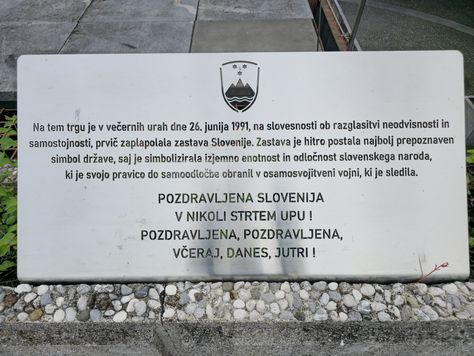 Na tem trgu je v večernih urah dne 26. junija 1991, na slovesnosti ob razglasitvi neodvisnosti in
samostojnosti, prvič zaplapolala zastava Slovenije. Zastava je hitro postala najbolj prepoznaven
simbol države, saj je simbolizirala izjemno enotnost in odločnost slovenskega naroda,
ki je svojo pravico do samoodločbe obranil v osamosvojitveni vojni, ki je sledila.
POZDRAVLJENA SLOVENIJA
V NIKOLI STRTEM UPU !
POZDRAVLJENA, POZDRAVLJENA,
VČERAJ, DANES, JUTRI !